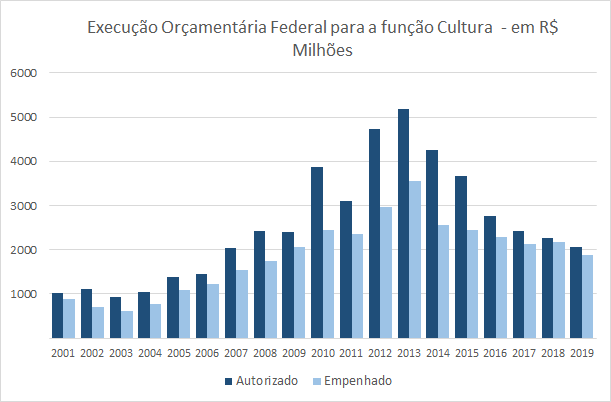 Execução Orçamentária Federal para a função Cultura - em R$
Milhões
6000
5000
4000
3000
2000
1000
2001 2002 2003 2004 2005 2006 2007 2008 2009 2010 2011 2012 2013 2014 2015 2016 2017 2018 2019
Autorizado Empenhado